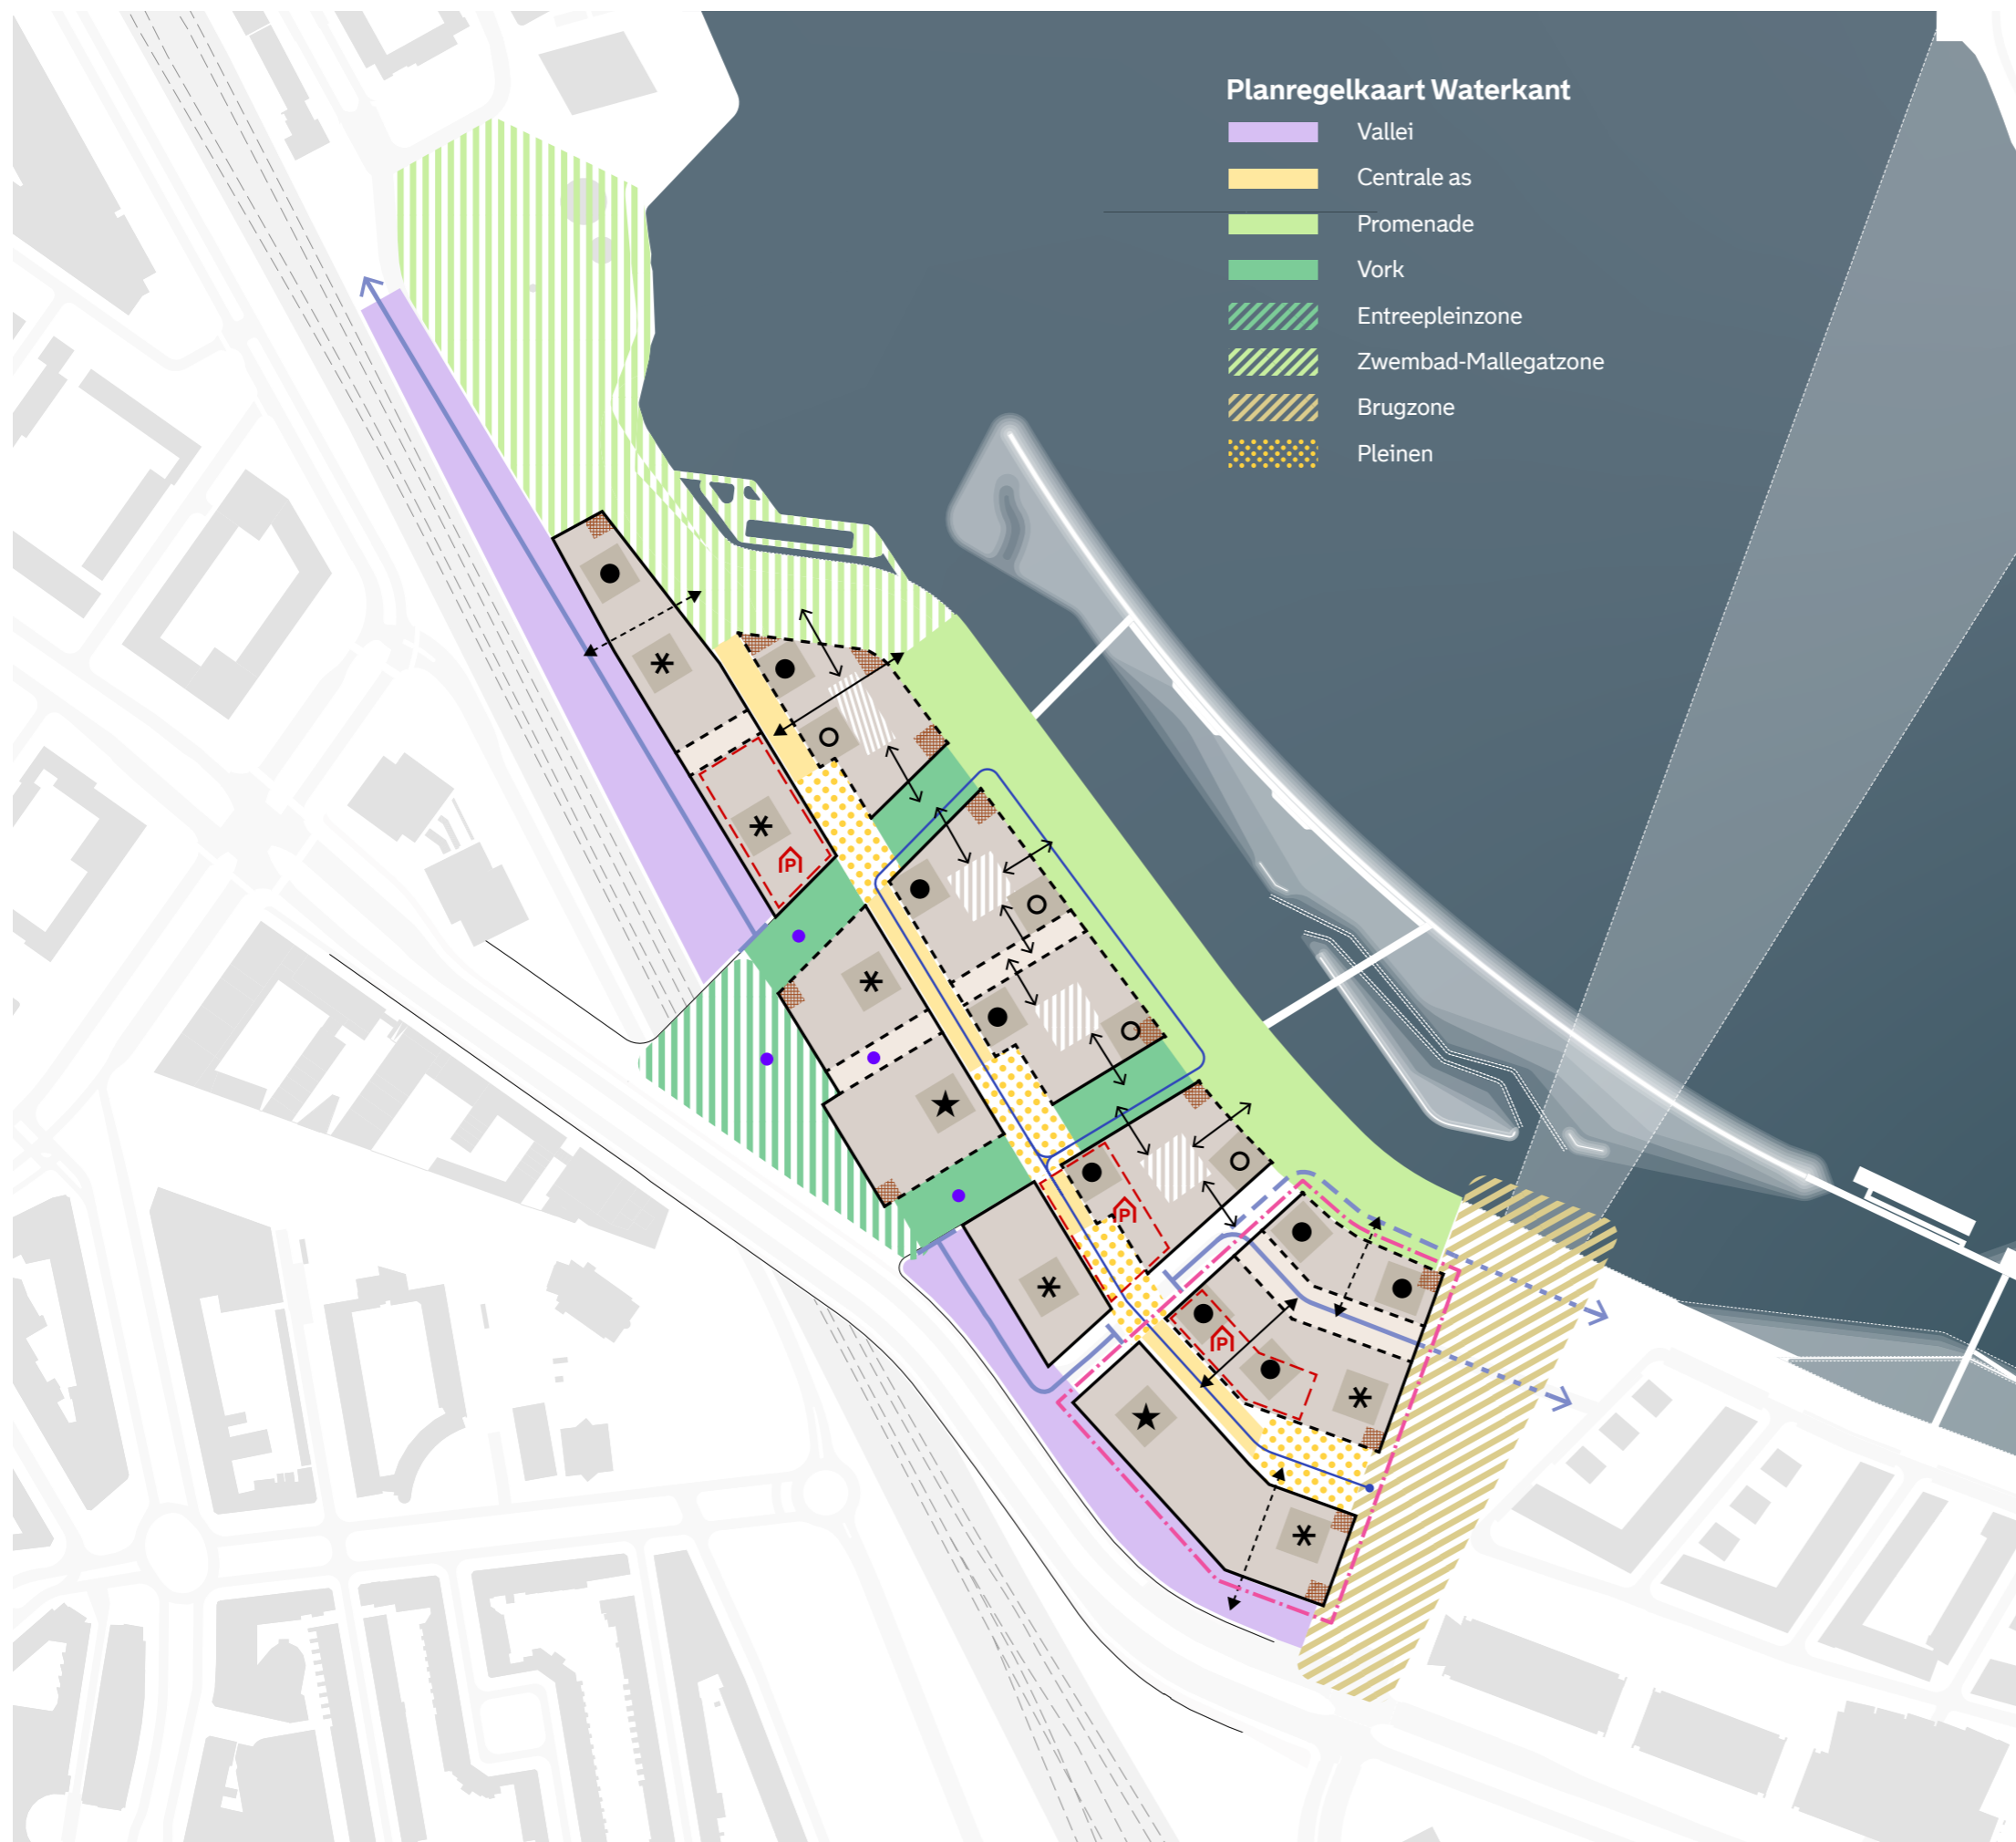 Planregelkaart Waterkant
Vallei
Centrale as
Promenade
Vork
Entreepleinzone
Zwembad-Mallegatzone
Brugzone
Pleinen
P
P
P